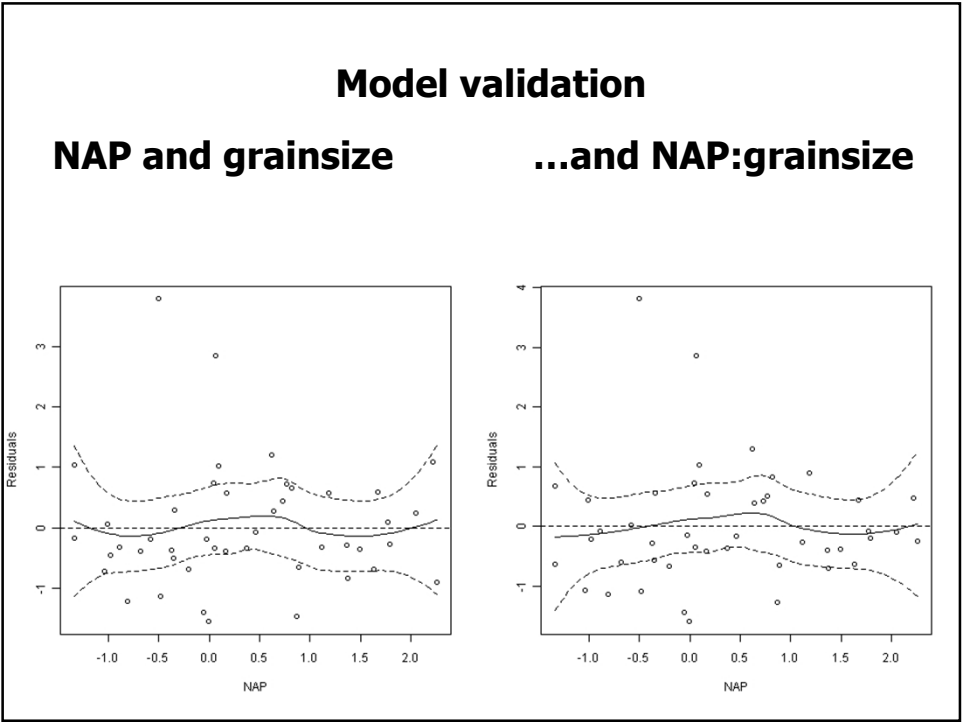 Model validation
NAP and grainsize
...and NAP:grainsize
3
2
1
0
-1
Residuals
-1.0 -0.5 0.0 0.5 1.0 1.5 2.0
NAP
4
3
2
1
0
-1
Residuals
-1.0 -0.5 0.0 0.5 1.0 1.5 2.0
NAP